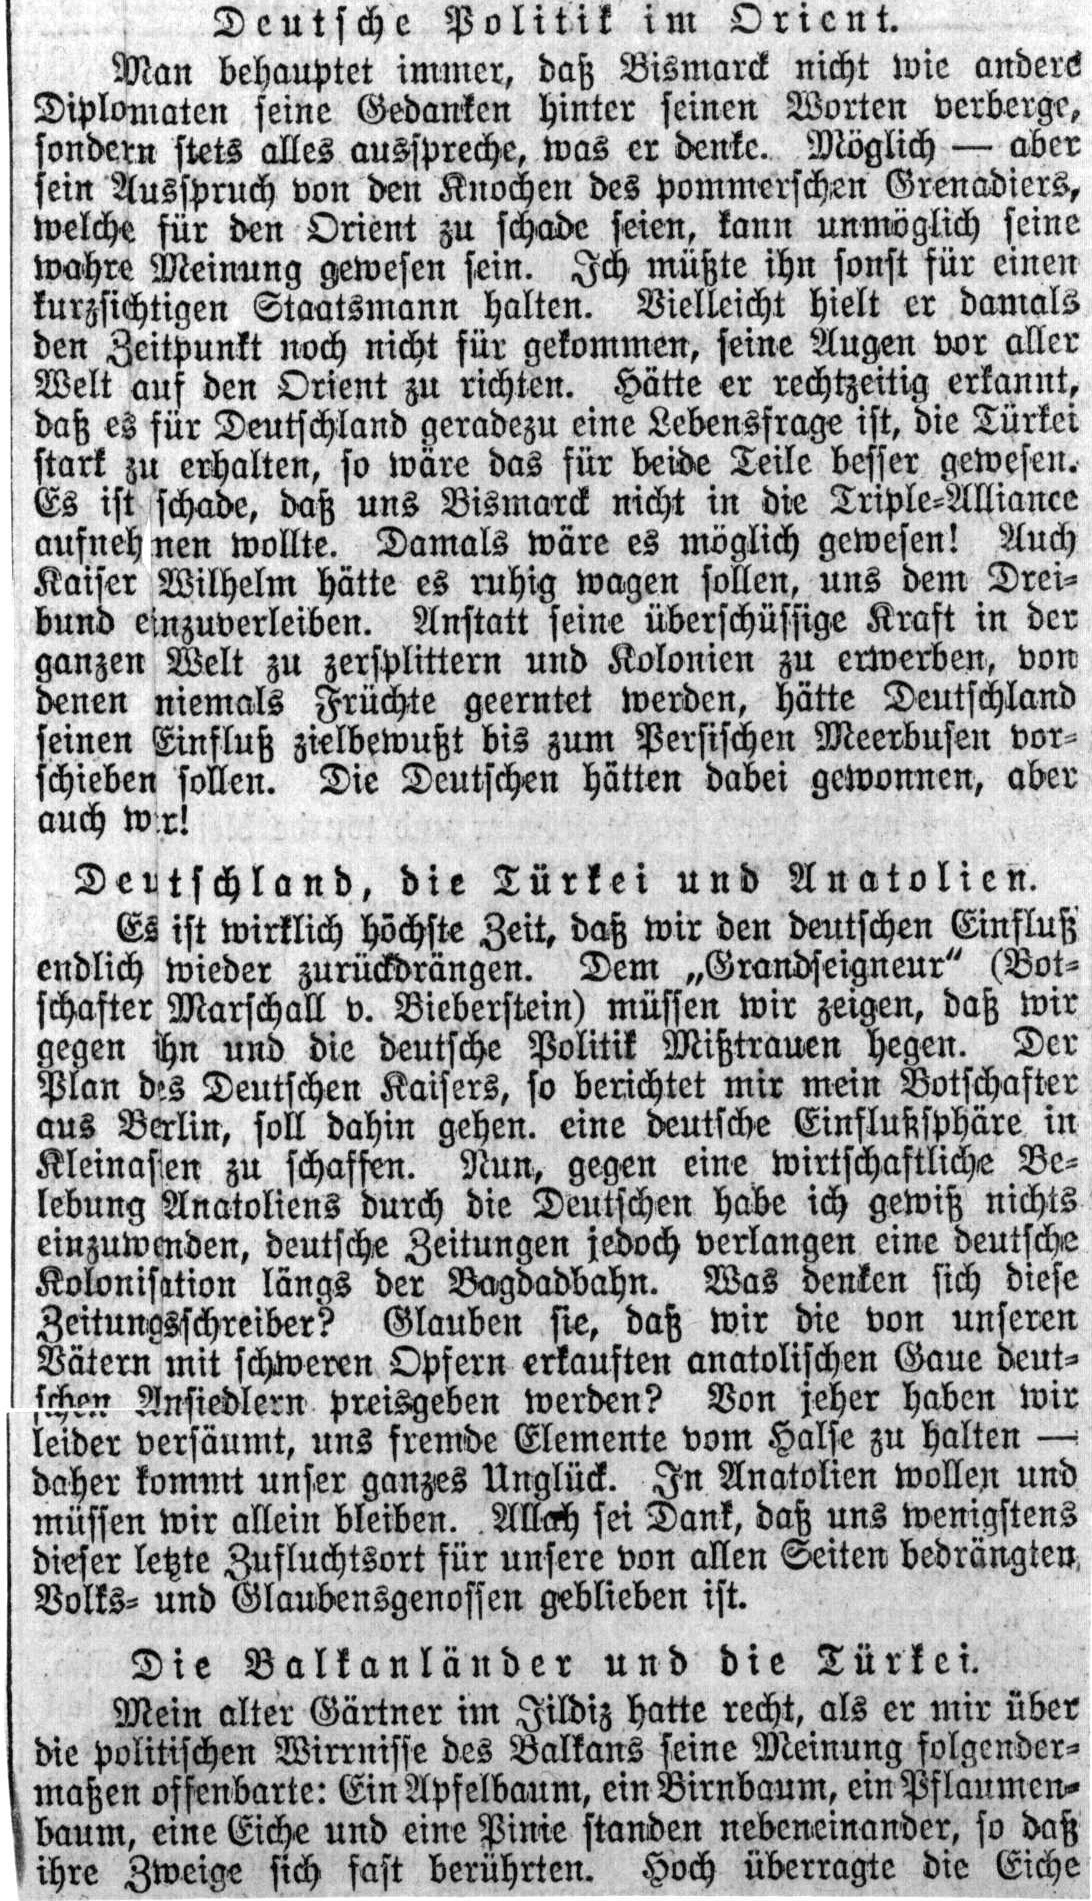 Deutsche Politik im Orient.
Man behauptet immer, daß Bismarck nicht wie andere
Diplomaten seine Gedanken hinter seinen Worten verberge,
sondern stets alles ausspreche, was er denke. Möglich — aber
sein Ausspruch von den Knochen des pommerschen Grenadiers,
welche für den Orient zu schade seien, kann unmöglich seine
wahre Meinung gewesen sein. Ich müßte ihn sonst für einen
kurzsichtigen Staatsmann halten. Vielleicht hielt er damals
den Zeitpunkt noch nicht für gekommen, seine Augen vor aller
Welt auf den Orient zu richten. Hätte er rechtzeitig erkannt,
daß es für Deutschland geradezu eine Lebensfrage ist, die Türkei
stark zu erhalten, so wäre das für beide Teile besser gewesen.
Es ist schade, daß uns Bismarck nicht in die Triple-Alliance
aufnehmen wollte. Damals wäre es möglich gewesen! Auch
Kaiser Wilhelm hätte es ruhig wagen sollen, uns dem Drei-
bund einzuverleiben. Anstatt seine überschüssige Kraft in der
ganzen Welt zu zersplittern und Kolonien zu erwerben, von
denen niemals Früchte geerntet werden, hätte Deutschland
seinen Einfluß zielbewußt bis zum Persischen Meerbusen vor-
schieben sollen. Die Deutschen hätten dabei gewonnen, aber
auch wir!
Deutschland, die Türkei und Anatolien.
Es ist wirklich höchste Zeit, daß wir den deutschen Einfluß
endlich wieder zurückdrängen. Dem „Grandseigneur“ (Bot-
schafter Marschall v. Bieberstein) müssen wir zeigen, daß wir
gegen ihn und die deutsche Politik Mißtrauen hegen. Der
Plan des Deutschen Kaisers, so berichtet mir mein Botschafter
aus Berlin, soll dahin gehen. eine deutsche Einflußsphäre in
Kleinasien zu schaffen. Nun, gegen eine wirtschaftliche Be-
lebung Anatoliens durch die Deutschen habe ich gewiß nichts
einzuwenden, deutsche Zeitungen jedoch verlangen eine deutsche
Kolonisation längs der Bagdadbahn. Was denken sich diese
Zeitungsschreiber? Glauben sie, daß wir die von unseren
Vätern mit schweren Opfern erkauften anatolischen Gaue deut-
schen Ansiedlern preisgeben werden? Von jeher haben wir
leider versäumt, uns fremde Elemente vom Halse zu halten —
daher kommt unser ganzes Unglück. In Anatolien wollen und
müssen wir allein bleiben. Allah sei Dank, daß uns wenigstens
dieser letzte Zufluchtsort für unsere von allen Seiten bedrängten
Volks- und Glaubensgenossen geblieben ist.
Die Balkanländer und die Türkei.
Mein alter Gärtner im Jildiz hatte recht, als er mir über
die politischen Wirrnisse des Balkans seine Meinung folgender-
maßen offenbarte: Ein Apfelbaum, ein Birnbaum, ein Pflaumen-
baum, eine Eiche und eine Pinie standen nebeneinander, so daß
ihre Zweige sich fast berührten. Hoch überragte die Eiche